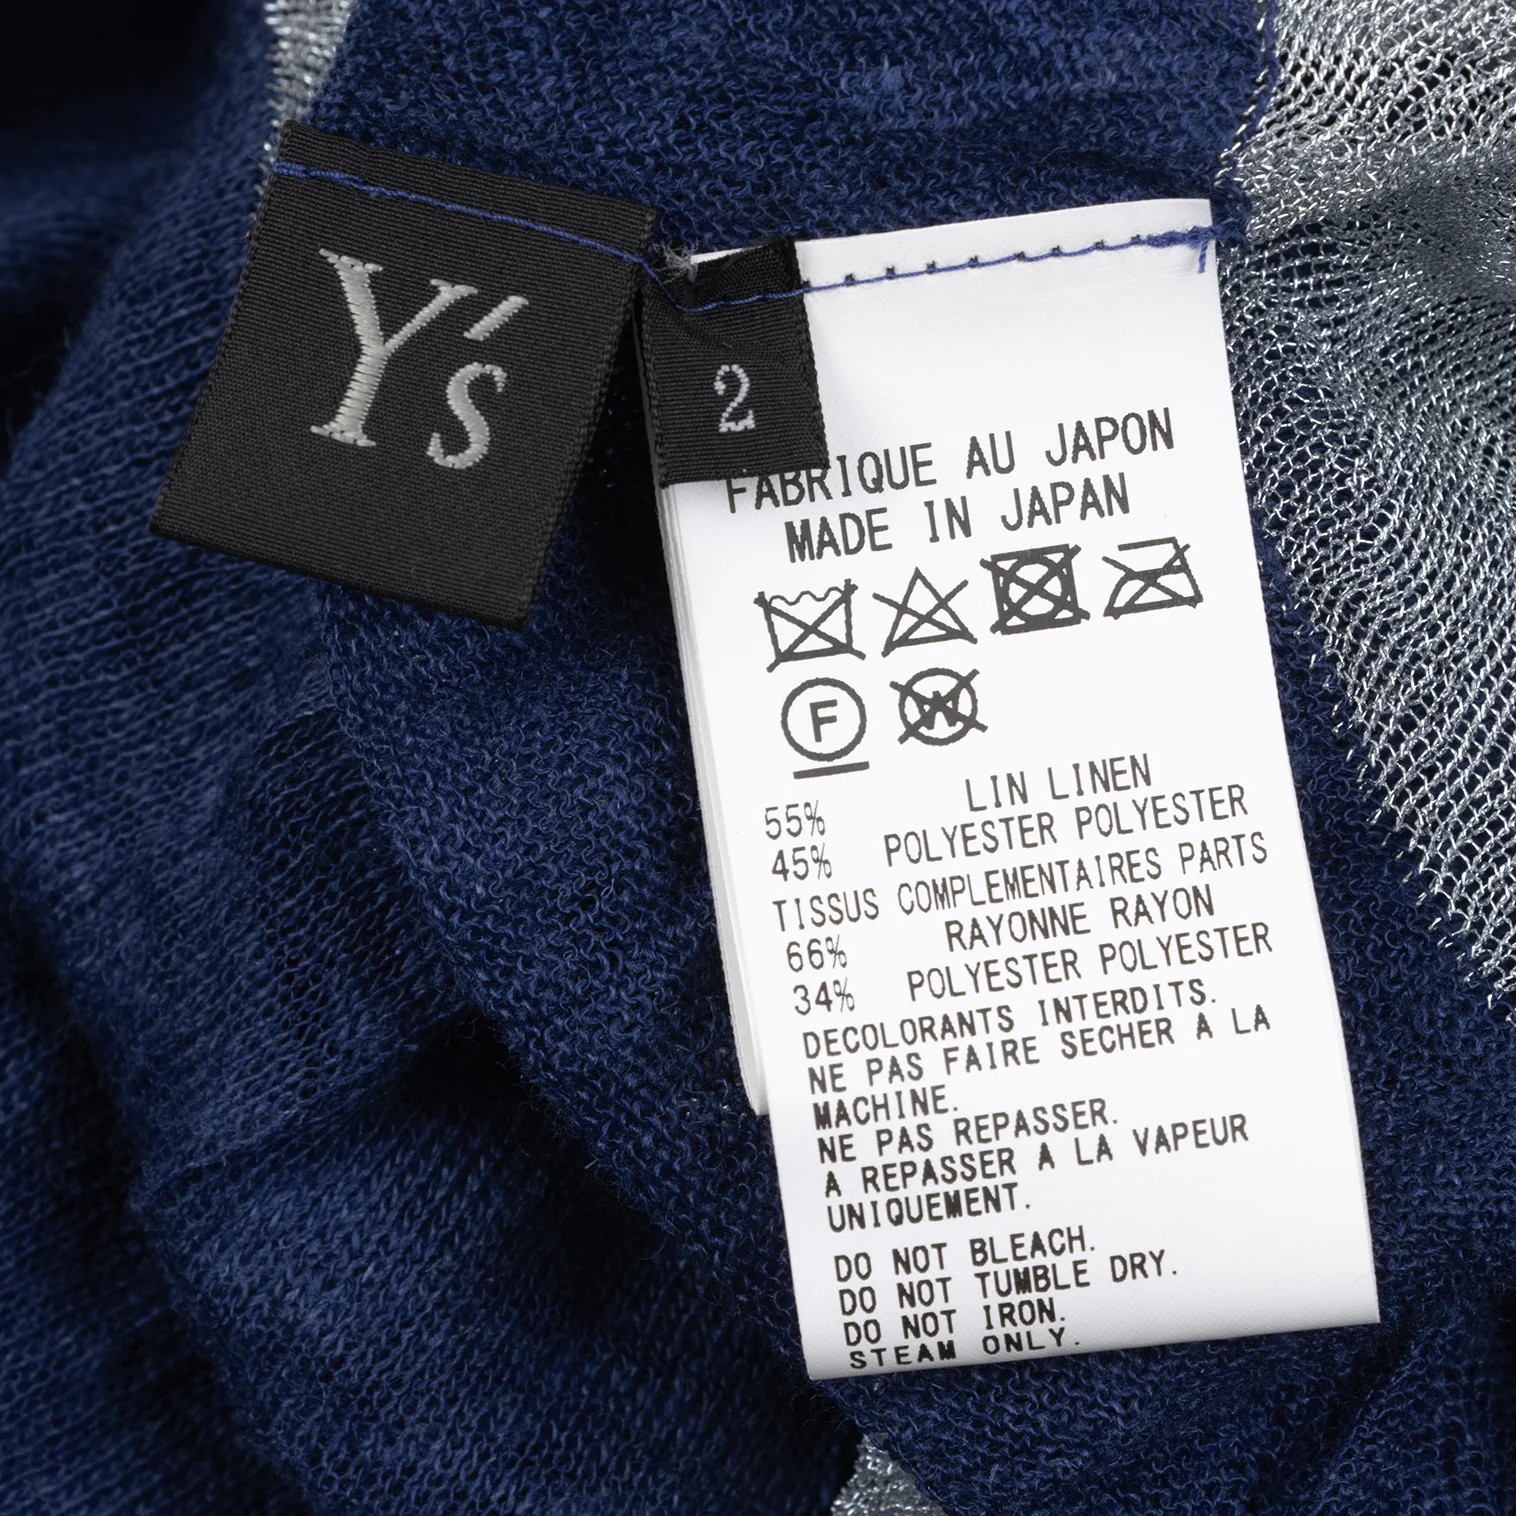 Y's
2
FABRIQUE AU JAPON
MADE IN JAPAN
F W
LIN LINEN
55%
POLYESTER POLYESTER
45%
TISSUS COMPLEMENTAIRES PARTS
RAYONNE RAYON
66%
POLYESTER POLYESTER
34%
DECOLORANTS INTERDITS.
NE PAS FAIRE SECHER A LA
MACHINE.
NE PAS REPASSER.
A REPASSER A LA VAPEUR
UNIQUEMENT.
DO NOT BLEACH.
DO NOT TUMBLE DRY.
DO NOT IRON.
STEAM ONLY.